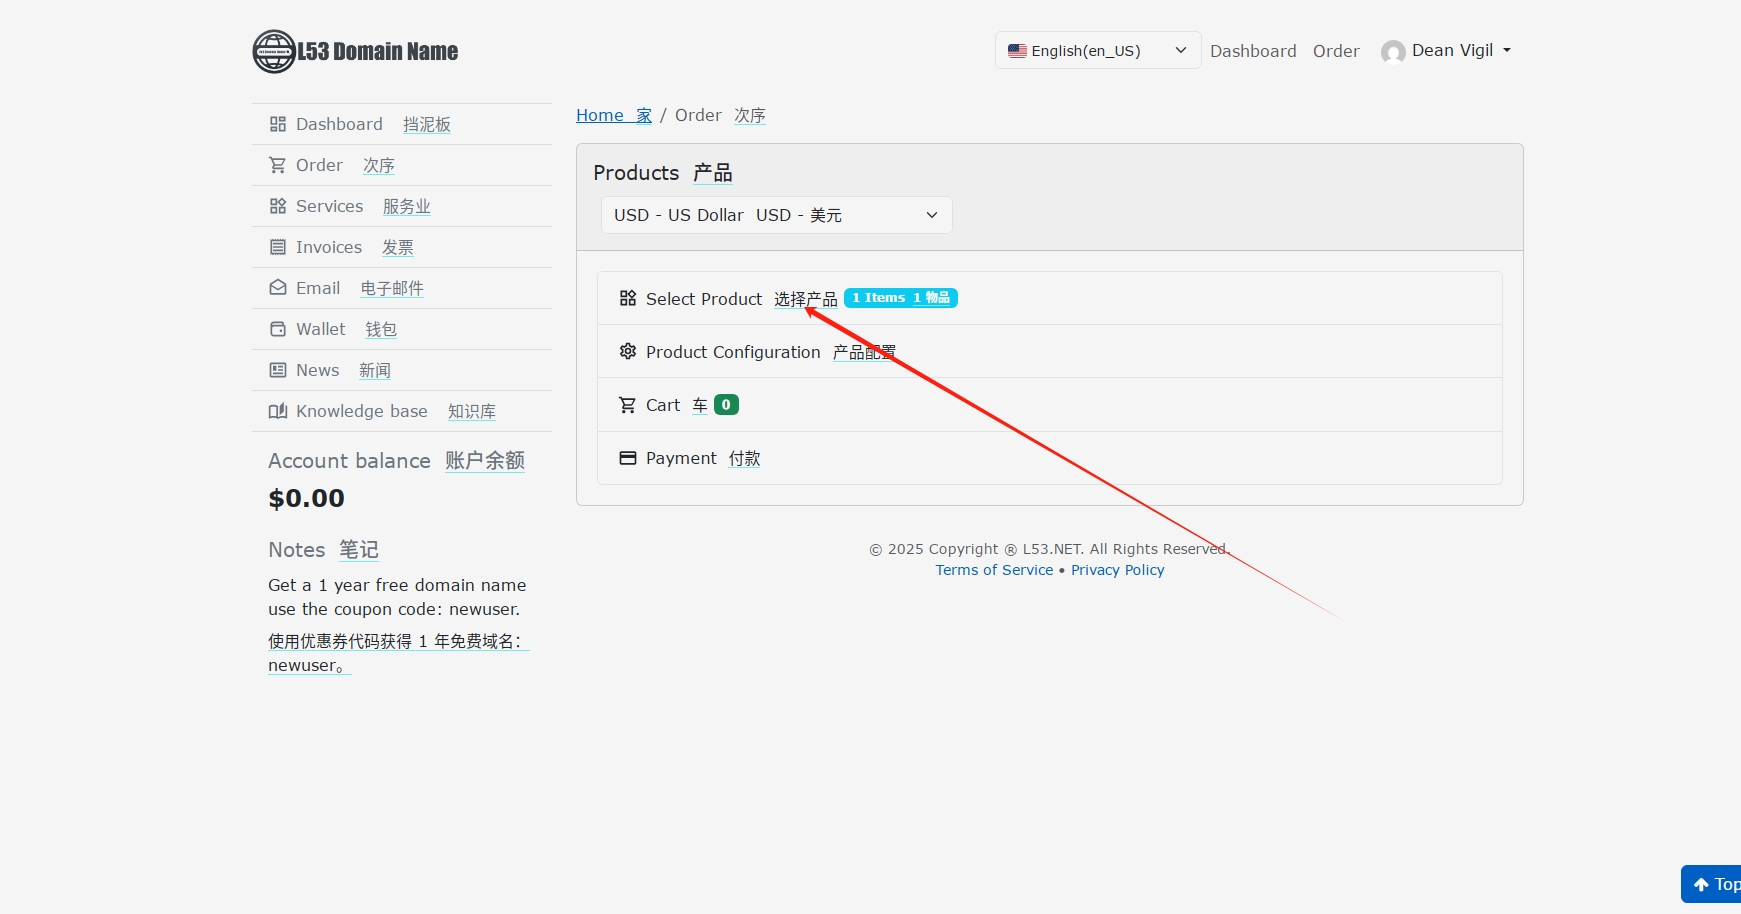 L53 Domain Name
English(en_US)
Dashboard
Order
Dean Vigil
Dashboard 挡泥板
Order 次序
Services 服务业
Invoices 发票
Email 电子邮件
Wallet 钱包
News 新闻
Knowledge base 知识库
Account balance 账户余额
$0.00
Notes 笔记
Get a 1 year free domain name
use the coupon code: newuser.
使用优惠券代码获得 1 年免费域名：
newuser。
Home 家 / Order 次序
Products 产品
USD - US Dollar USD - 美元
Select Product 选择产品 1 Items 1 物品
Product Configuration 产品配置
Cart 车 0
Payment 付款
© 2025 Copyright ® L53.NET. All Rights Reserved.
Terms of Service • Privacy Policy
Top